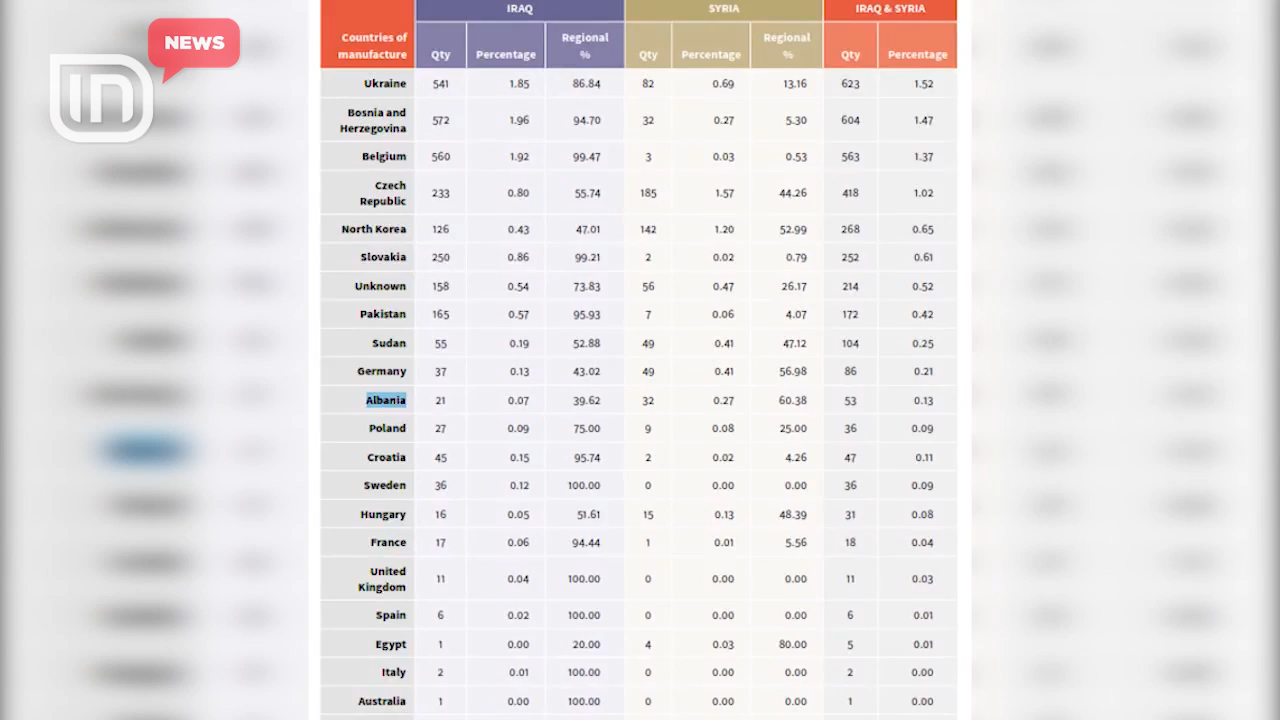 NEWS
in
IRAQ SYRIA IRAQ & SYRIA
Countries of manufacture Qty Percentage Regional % Qty Percentage Regional % Qty Percentage
Ukraine 541 1.85 86.84 82 0.69 13.16 623 1.52
Bosnia and Herzegovina 572 1.96 94.70 32 0.27 5.30 604 1.47
Belgium 560 1.92 99.47 3 0.03 0.53 563 1.37
Czech Republic 233 0.80 55.74 185 1.57 44.26 418 1.02
North Korea 126 0.43 47.01 142 1.20 52.99 268 0.65
Slovakia 250 0.86 99.21 2 0.02 0.79 252 0.61
Unknown 158 0.54 73.83 56 0.47 26.17 214 0.52
Pakistan 165 0.57 95.93 7 0.06 4.07 172 0.42
Sudan 55 0.19 52.88 49 0.41 47.12 104 0.25
Germany 37 0.13 43.02 49 0.41 56.98 86 0.21
Albania 21 0.07 39.62 32 0.27 60.38 53 0.13
Poland 27 0.09 75.00 9 0.08 25.00 36 0.09
Croatia 45 0.15 95.74 2 0.02 4.26 47 0.11
Sweden 36 0.12 100.00 0 0.00 0.00 36 0.09
Hungary 16 0.05 51.61 15 0.13 48.39 31 0.08
France 17 0.06 94.44 1 0.01 5.56 18 0.04
United Kingdom 11 0.04 100.00 0 0.00 0.00 11 0.03
Spain 6 0.02 100.00 0 0.00 0.00 6 0.01
Egypt 1 0.00 20.00 4 0.03 80.00 5 0.01
Italy 2 0.01 100.00 0 0.00 0.00 2 0.00
Australia 1 0.00 100.00 0 0.00 0.00 1 0.00